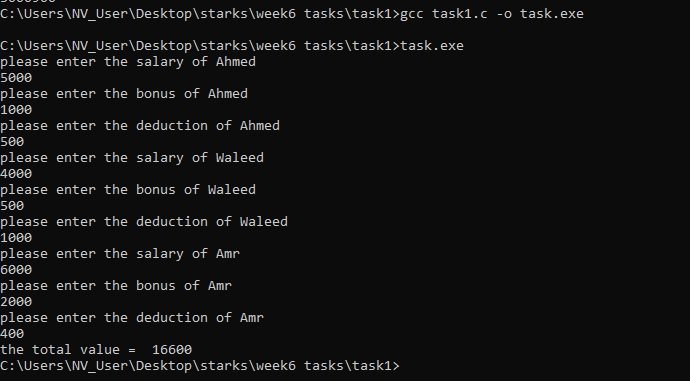 C:\Users\NV_User\Desktop\starks\week6 tasks\task1>gcc task1.c -o task.exe
C:\Users\NV_User\Desktop\starks\week6 tasks\task1>task.exe
please enter the salary of Ahmed
5000
please enter the bonus of Ahmed
1000
please enter the deduction of Ahmed
500
please enter the salary of Waleed
4000
please enter the bonus of Waleed
500
please enter the deduction of Waleed
1000
please enter the salary of Amr
6000
please enter the bonus of Amr
2000
please enter the deduction of Amr
400
the total value =  16600
C:\Users\NV_User\Desktop\starks\week6 tasks\task1>